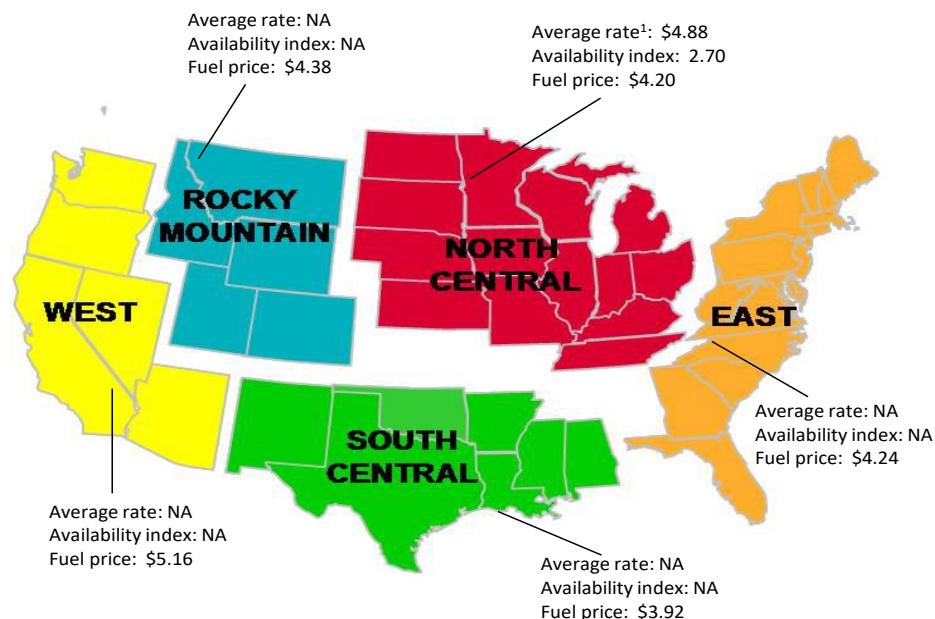 Average rate: NA
Availability index: NA
Fuel price: $4.38
Average rate¹: $4.88
Availability index: 2.70
Fuel price: $4.20
ROCKY
MOUNTAIN
NORTH
CENTRAL
WEST
EAST
SOUTH
CENTRAL
Average rate: NA
Availability index: NA
Fuel price: $4.24
Average rate: NA
Availability index: NA
Fuel price: $5.16
Average rate: NA
Availability index: NA
Fuel price: $3.92